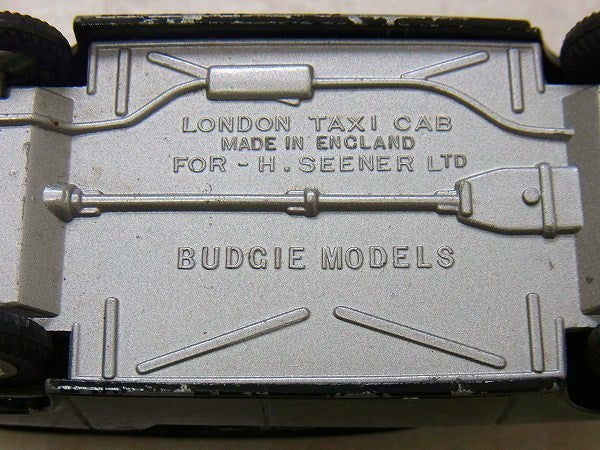 LONDON TAXI CAB
MADE IN ENGLAND
FOR - H. SEENER LTD
BUDGIE MODELS